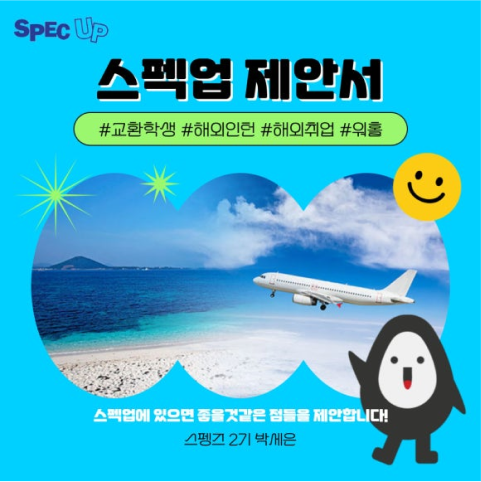 SPEC UP
스펙업 제안서
#교환학생 #해외인턴 #해외취업 #워홀
스펙업에 있으면 좋을것같은 점들을 제안합니다!
스펭즈 2기 박세은